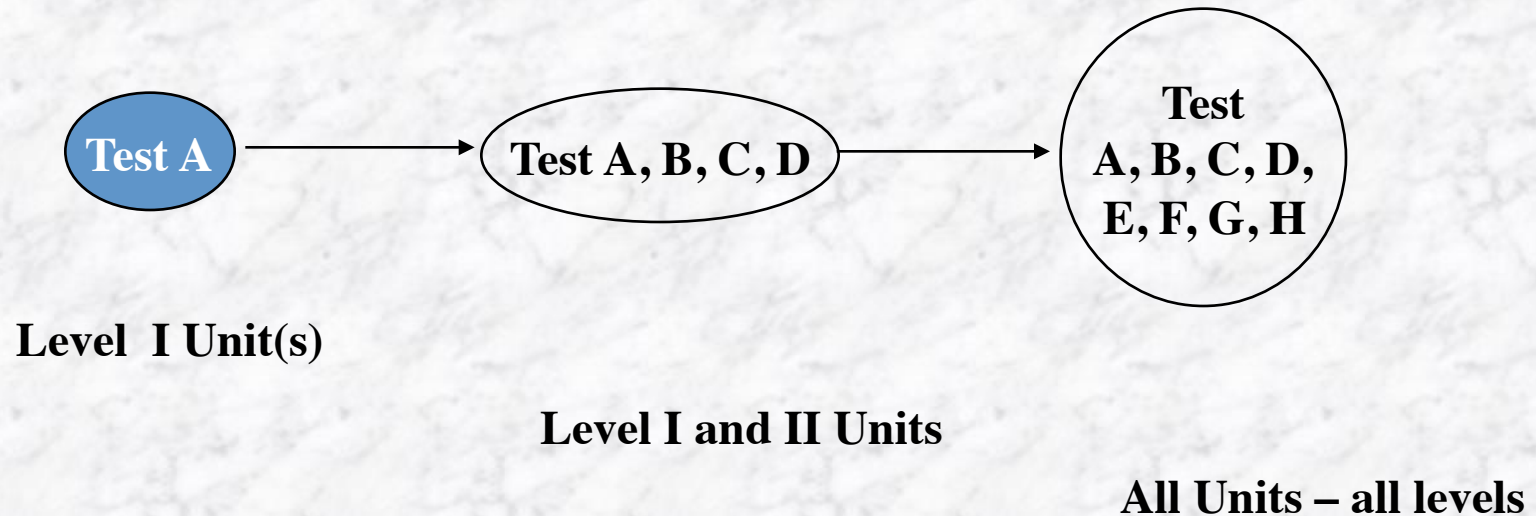 Test A
Test A, B, C, D
Test
A, B, C, D,
E, F, G, H
Level I Unit(s)
Level I and II Units
All Units – all levels